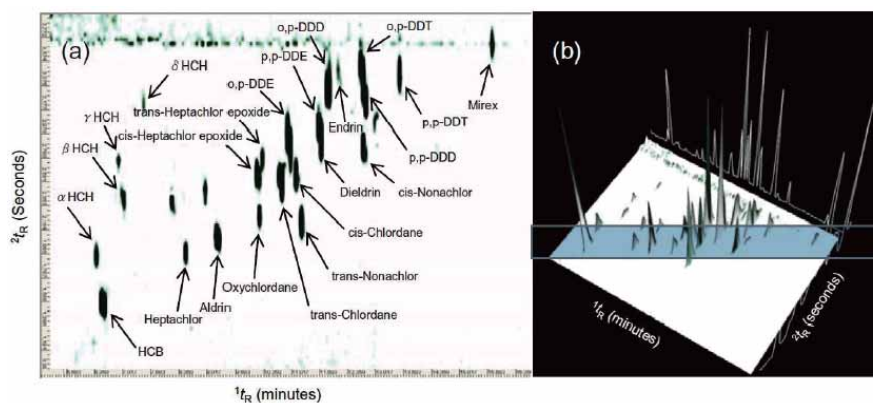 (a)
o,p-DDD
o,p-DDT
p,p-DDE
δ HCH
o,p-DDE
γ HCH
trans-Heptachlor epoxide
Endrin
Mirex
cis-Heptachlor epoxide
p,p-DDT
β HCH
p,p-DDD
α HCH
Dieldrin
cis-Nonachlor
cis-Chlordane
Oxychlordane
trans-Nonachlor
Heptachlor
Aldrin
trans-Chlordane
HCB
²tR (Seconds)
¹tR (minutes)
(b)
¹tR (minutes)
²tR (seconds)